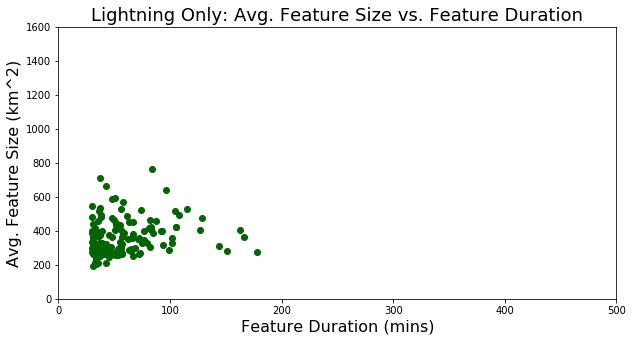 Lightning Only: Avg. Feature Size vs. Feature Duration
Avg. Feature Size (km^2)
1600
1400
1200
1000
800
600
400
200
0
0 100 200 300 400 500
Feature Duration (mins)